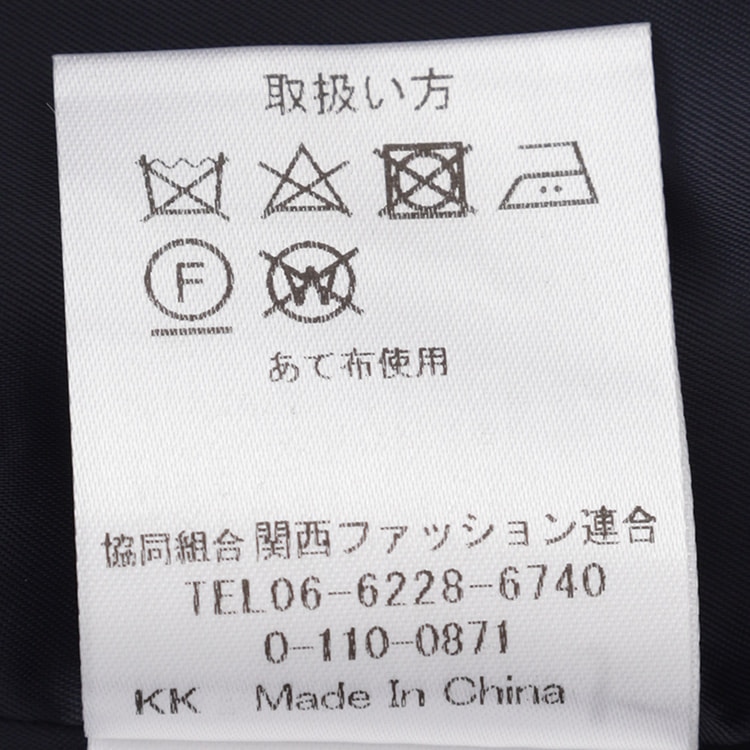 取扱い方
F W
あて布使用
協同組合 関西ファッション連合
TEL06-6228-6740
0-110-0871
KK Made In China